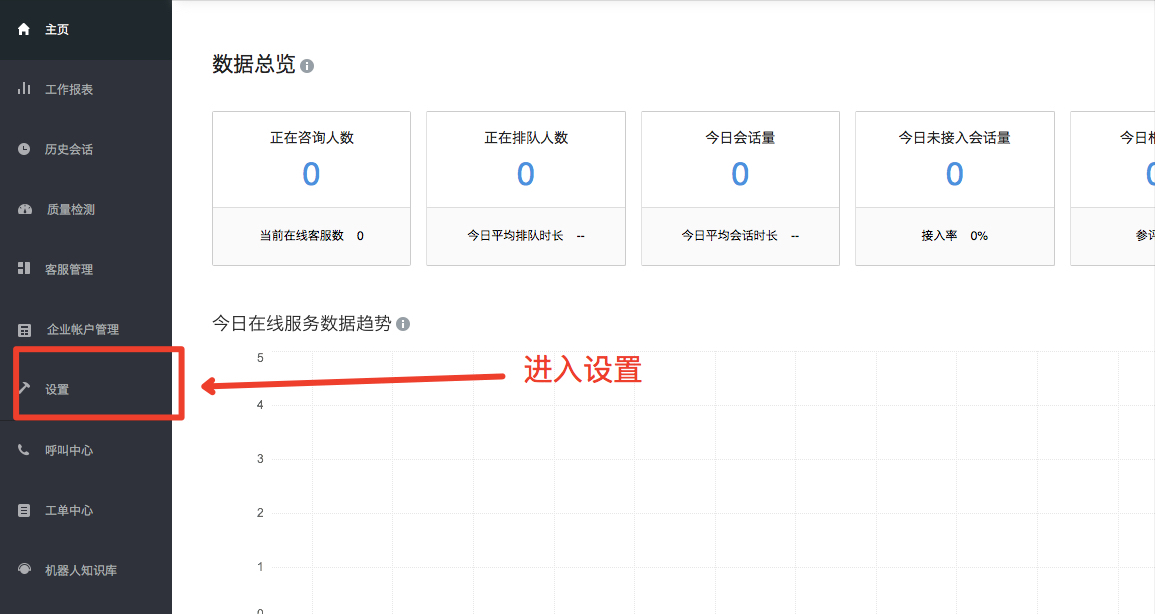 主页
工作报表
历史会话
质量检测
客服管理
企业帐户管理
设置
呼叫中心
工单中心
机器人知识库
数据总览
正在咨询人数
0
当前在线客服数 0
正在排队人数
0
今日平均排队时长 --
今日会话量
0
今日平均会话时长 --
今日未接入会话量
0
接入率 0%
今日
今日在线服务数据趋势
进入设置
5
4
3
2
1
0